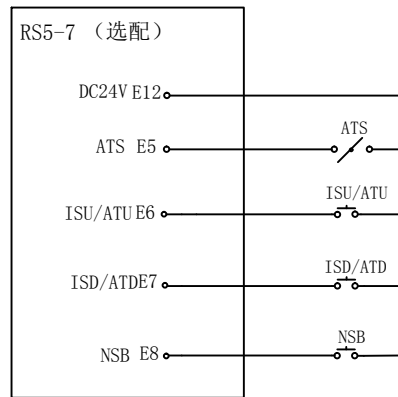 RS5-7 （选配）
DC24V E12
ATS E5
ATS
ISU/ATU
ISU/ATU E6
ISD/ATD
ISD/ATDE7
NSB
NSB E8